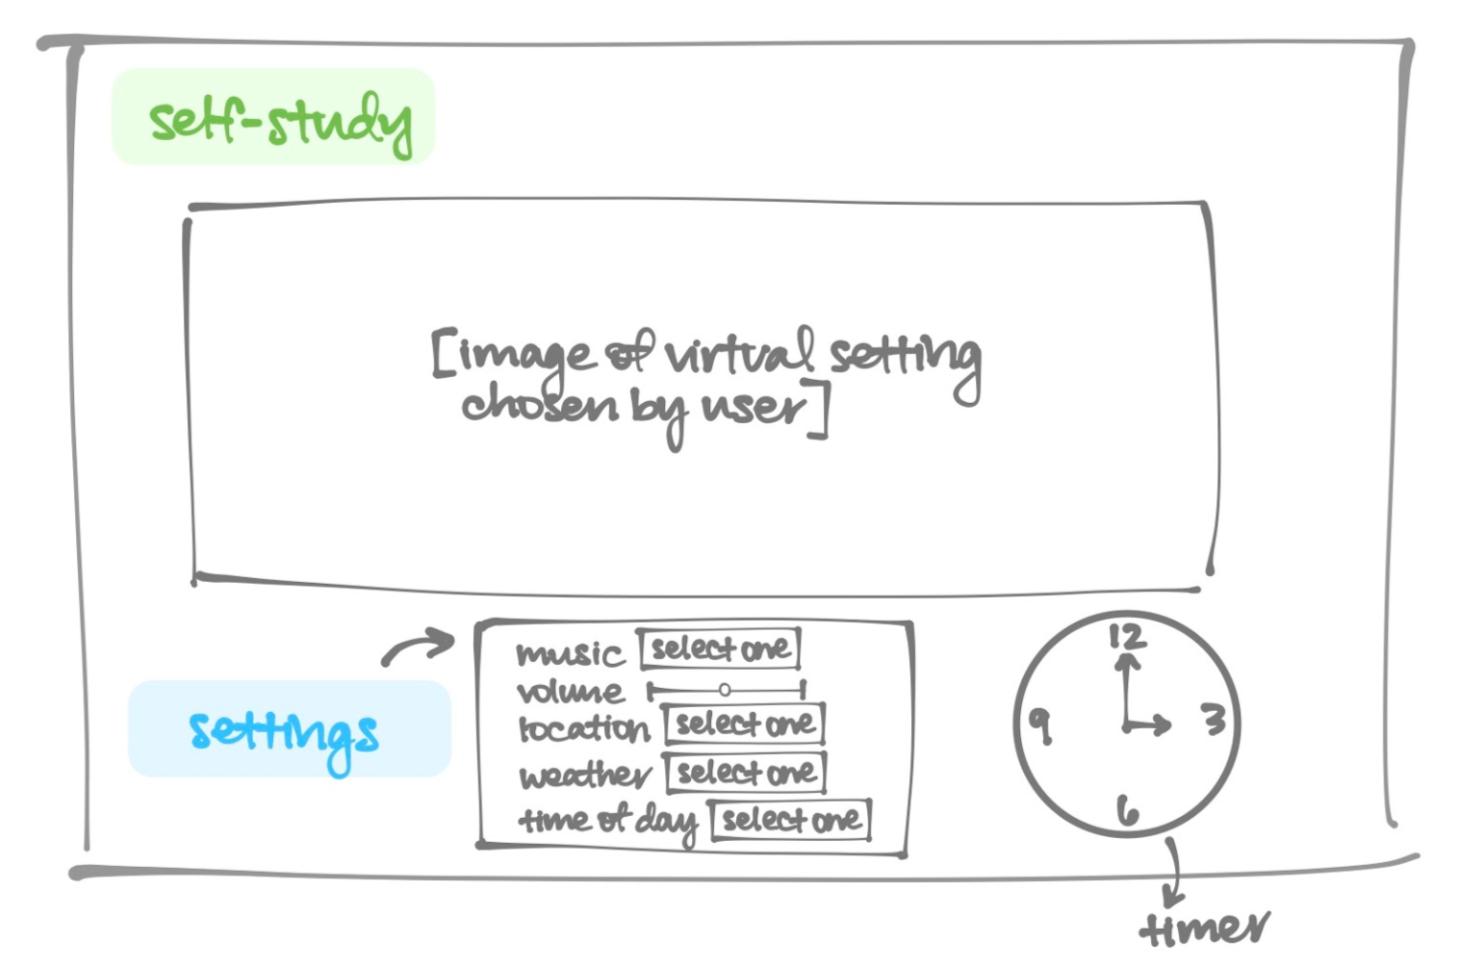 self-study
[image of virtual setting
chosen by user]
settings
music select one
volume
location select one
weather select one
time of day select one
12
9 3
6
timer